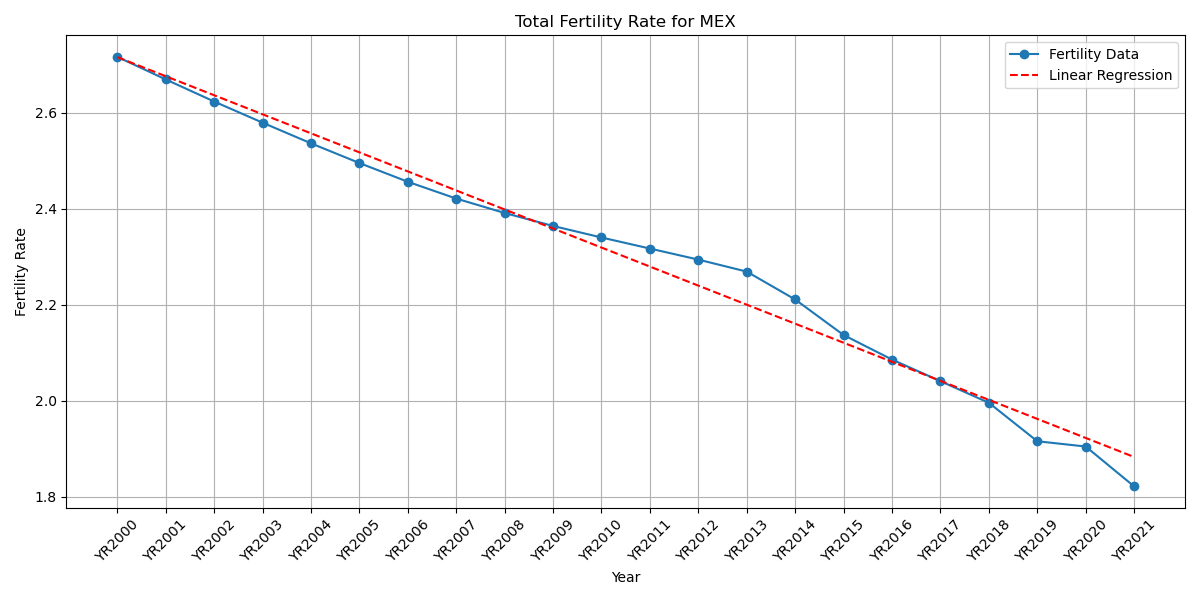 Total Fertility Rate for MEX
Fertility Data
Linear Regression
Fertility Rate
2.6
2.4
2.2
2.0
1.8
YR2000
YR2001
YR2002
YR2003
YR2004
YR2005
YR2006
YR2007
YR2008
YR2009
YR2010
YR2011
YR2012
YR2013
YR2014
YR2015
YR2016
YR2017
YR2018
YR2019
YR2020
YR2021
Year